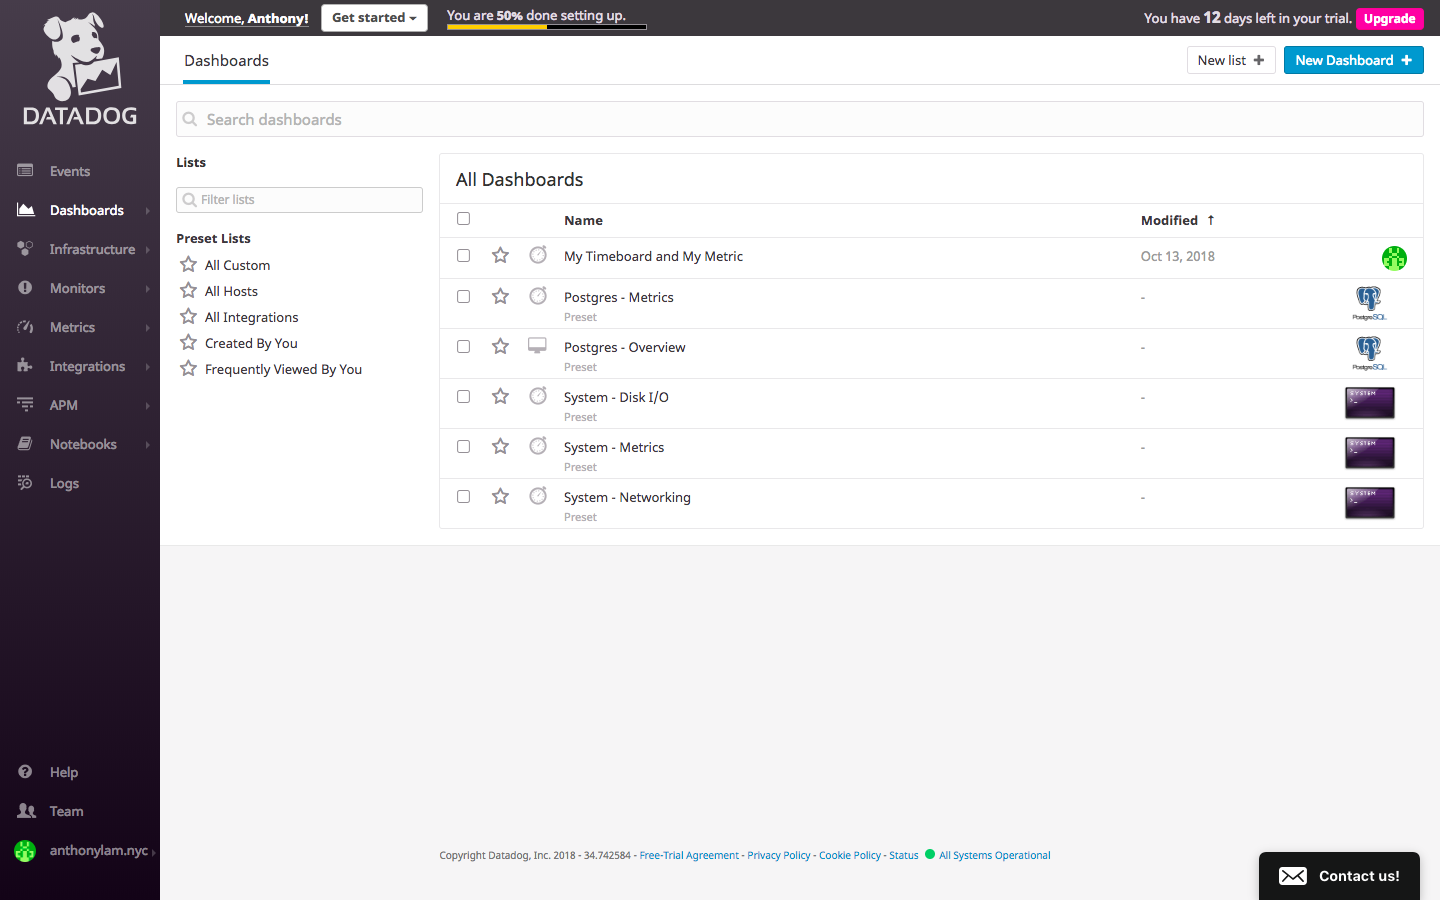 DATADOG
Events
Dashboards
Infrastructure
Monitors
Metrics
Integrations
APM
Notebooks
Logs
Help
Team
anthonylam.nyc
Welcome, Anthony!
Get started
You are 50% done setting up.
You have 12 days left in your trial.
Upgrade
Dashboards
New list +
New Dashboard +
Search dashboards
Lists
Filter lists
Preset Lists
All Custom
All Hosts
All Integrations
Created By You
Frequently Viewed By You
All Dashboards
Name Modified ↑
My Timeboard and My Metric Oct 13, 2018
Postgres - Metrics -
Preset
PostgreSQL
Postgres - Overview -
Preset
PostgreSQL
System - Disk I/O -
Preset
SYSTEM
>_
System - Metrics -
Preset
SYSTEM
>_
System - Networking -
Preset
SYSTEM
>_
Copyright Datadog, Inc. 2018 - 34.742584 - Free-Trial Agreement - Privacy Policy - Cookie Policy - Status All Systems Operational
Contact us!